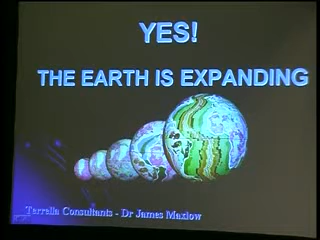 YES!
THE EARTH IS EXPANDING
Terrella Consultants - Dr James Maxlow